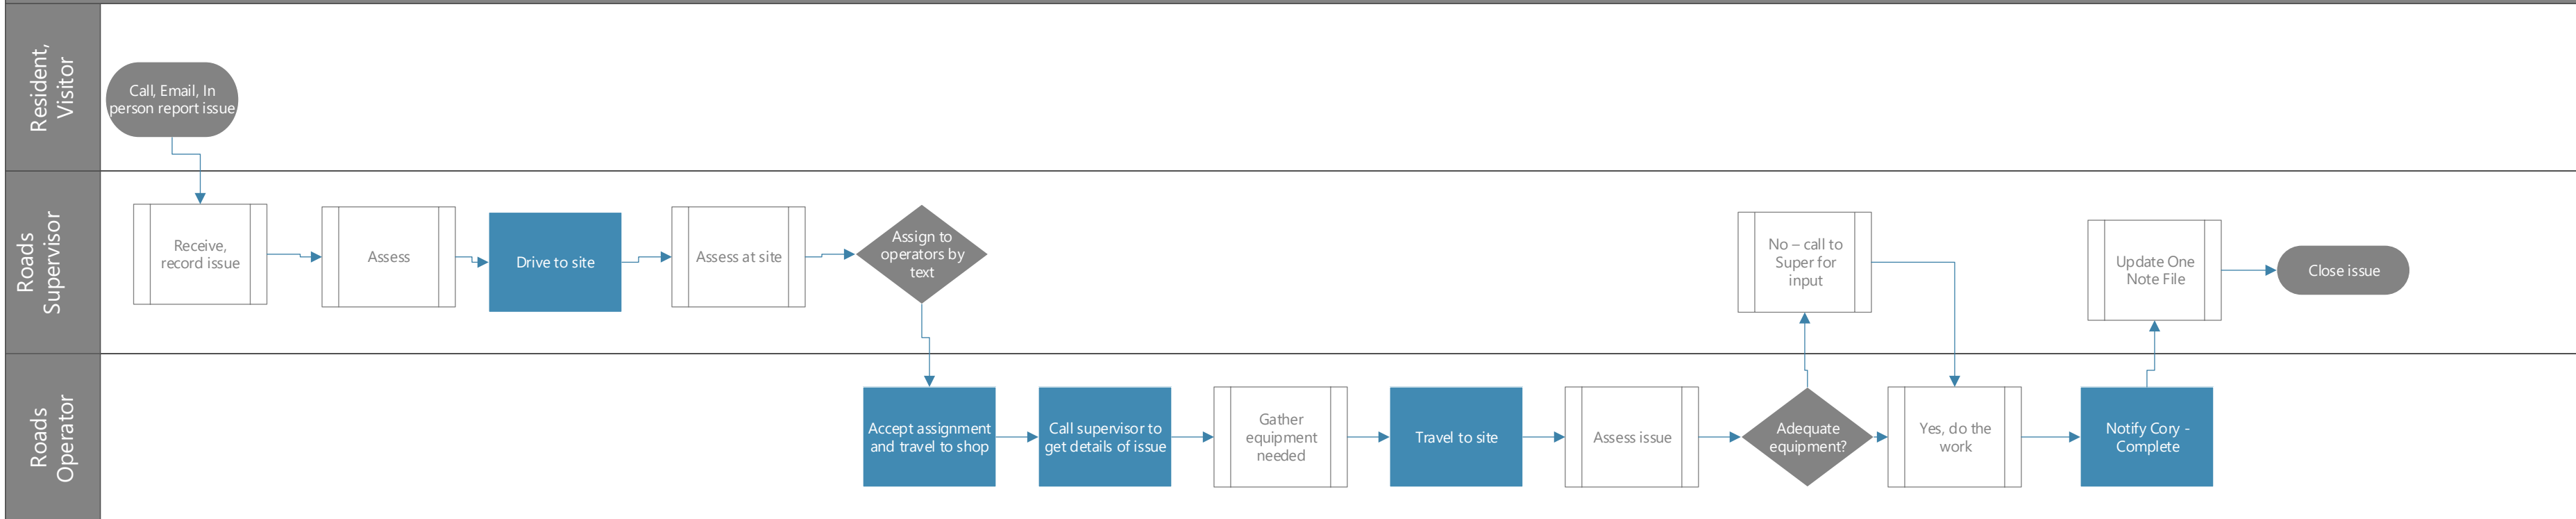 Resident,
Visitor
Call, Email, In
person report issue
Roads
Supervisor
Receive,
record issue
Assess
Drive to site
Assess at site
Assign to
operators by
text
No – call to
Super for
input
Update One
Note File
Close issue
Roads
Operator
Accept assignment
and travel to shop
Call supervisor to
get details of issue
Gather
equipment
needed
Travel to site
Assess issue
Adequate
equipment?
Yes, do the
work
Notify Cory -
Complete